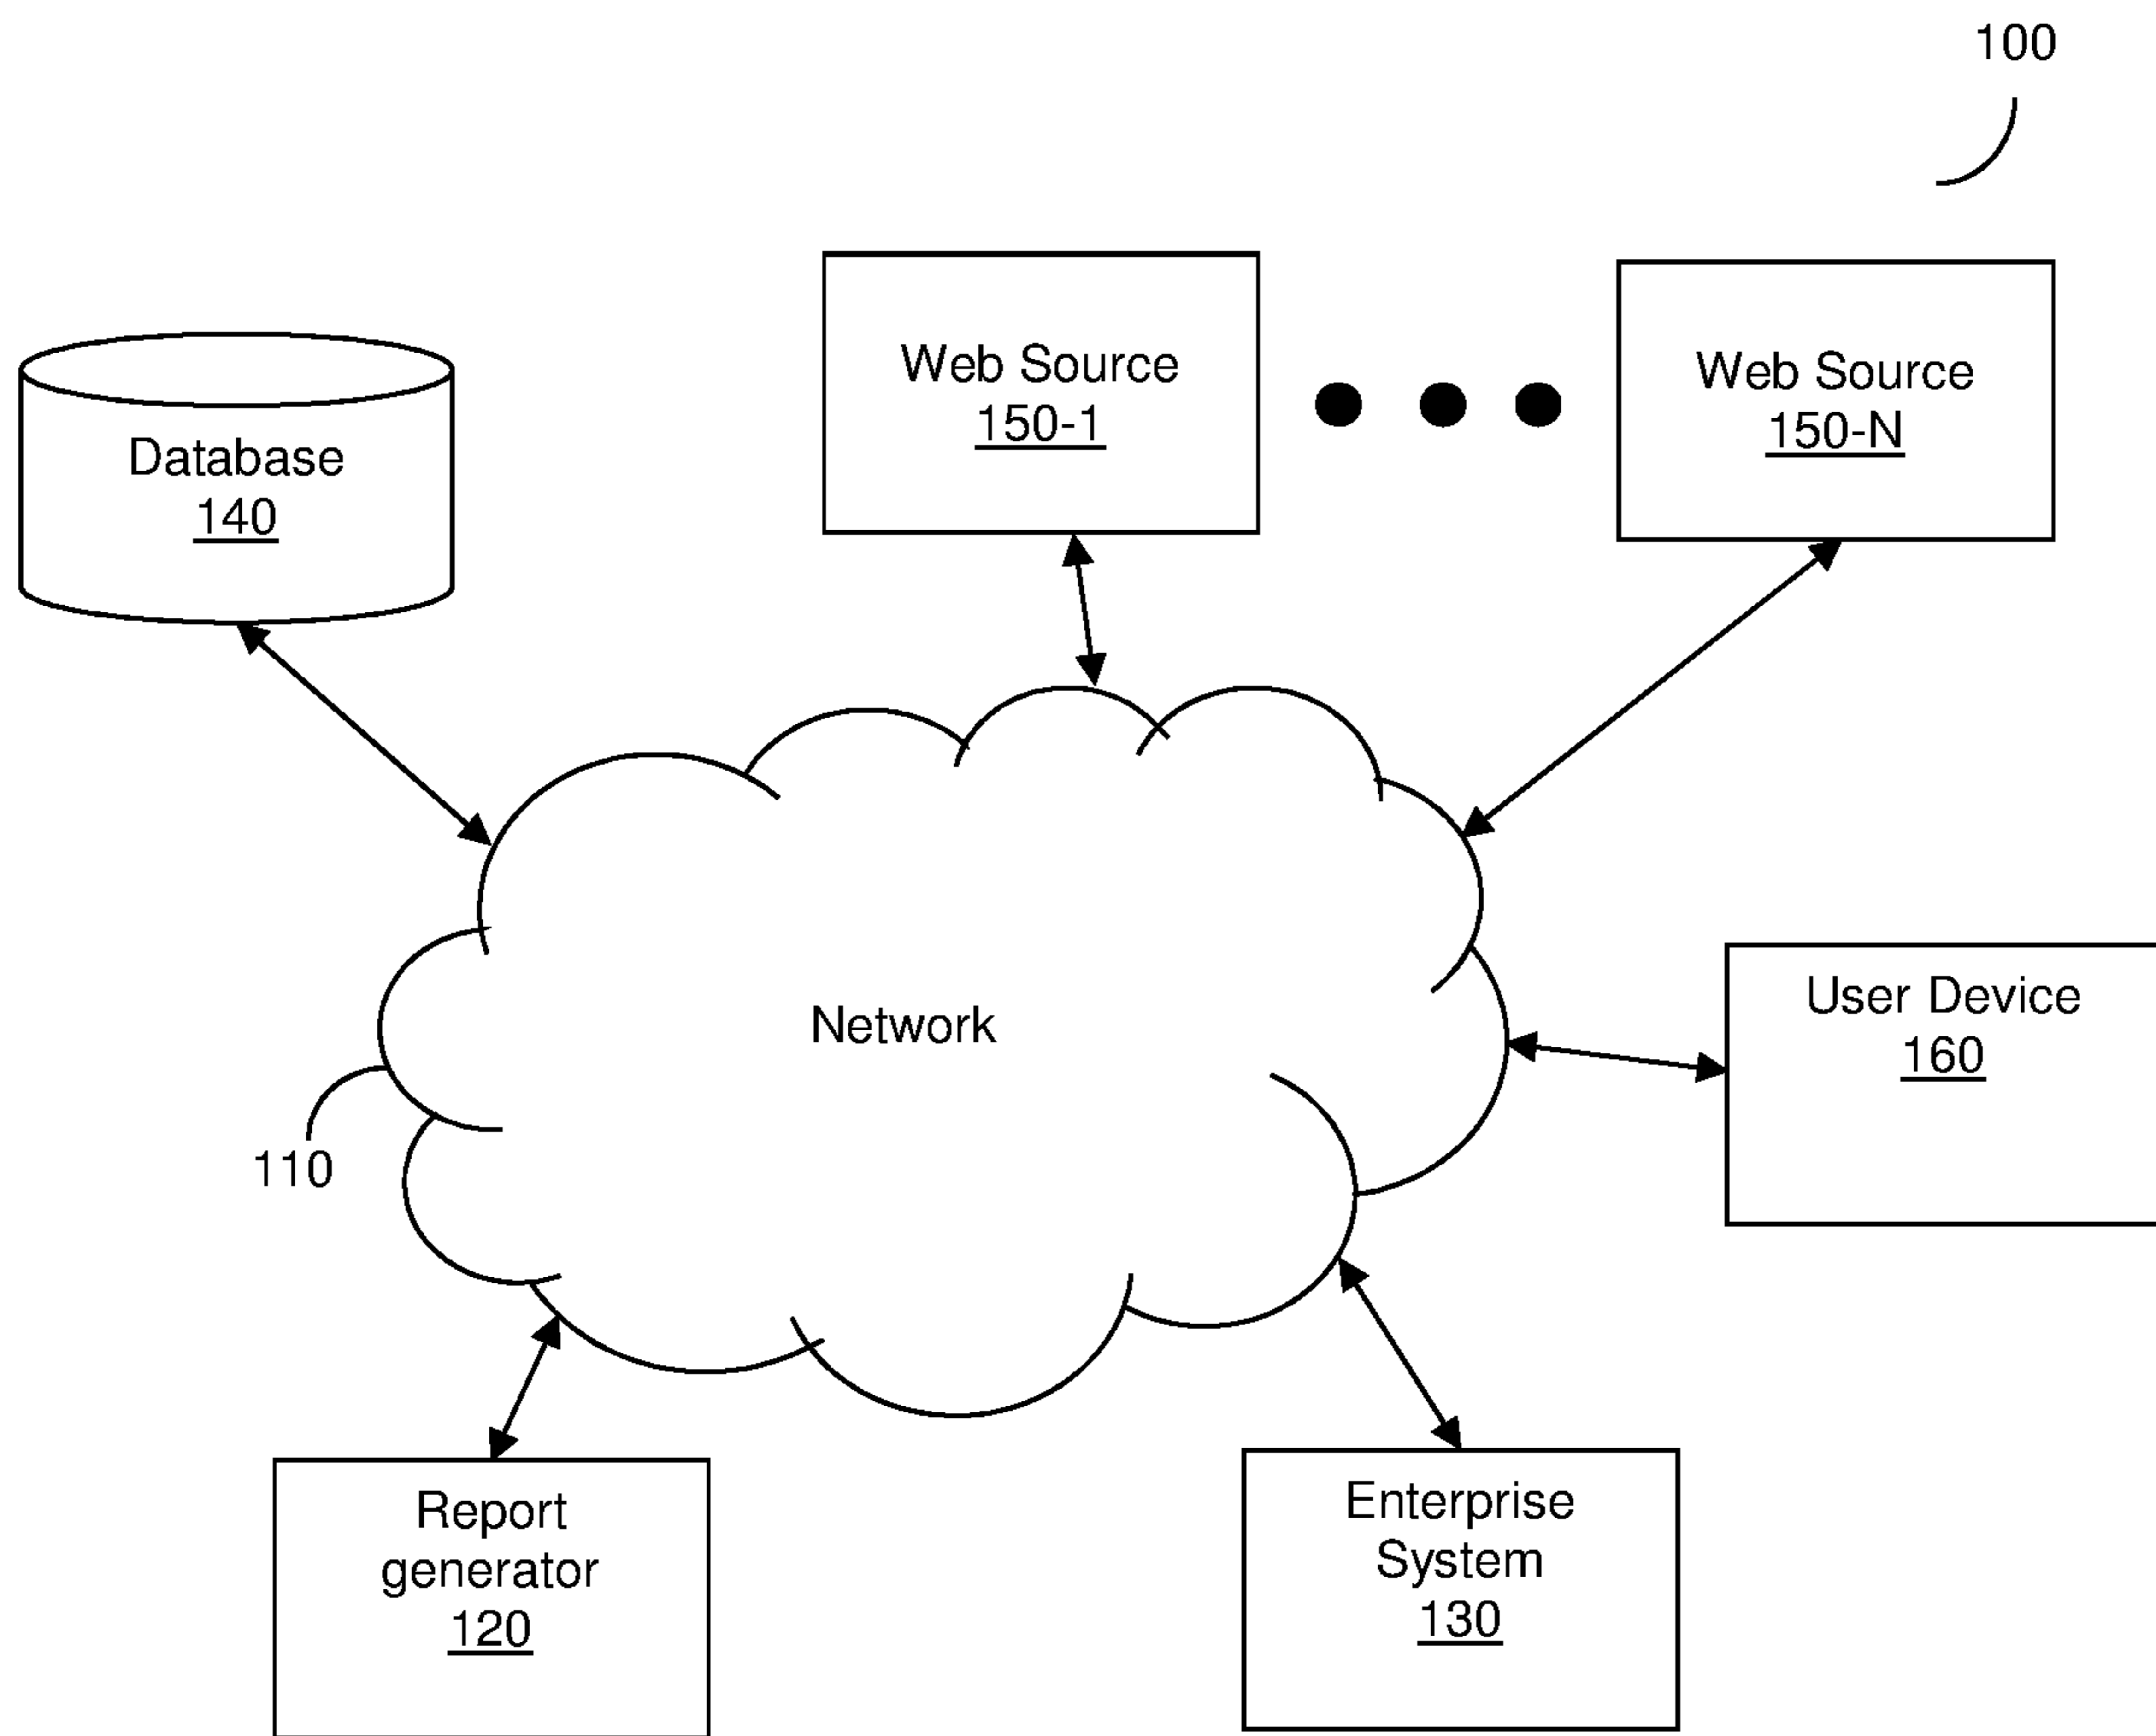 100
Web Source
150-1
Web Source
150-N
Database
140
Network
User Device
160
110
Report
generator
120
Enterprise
System
130